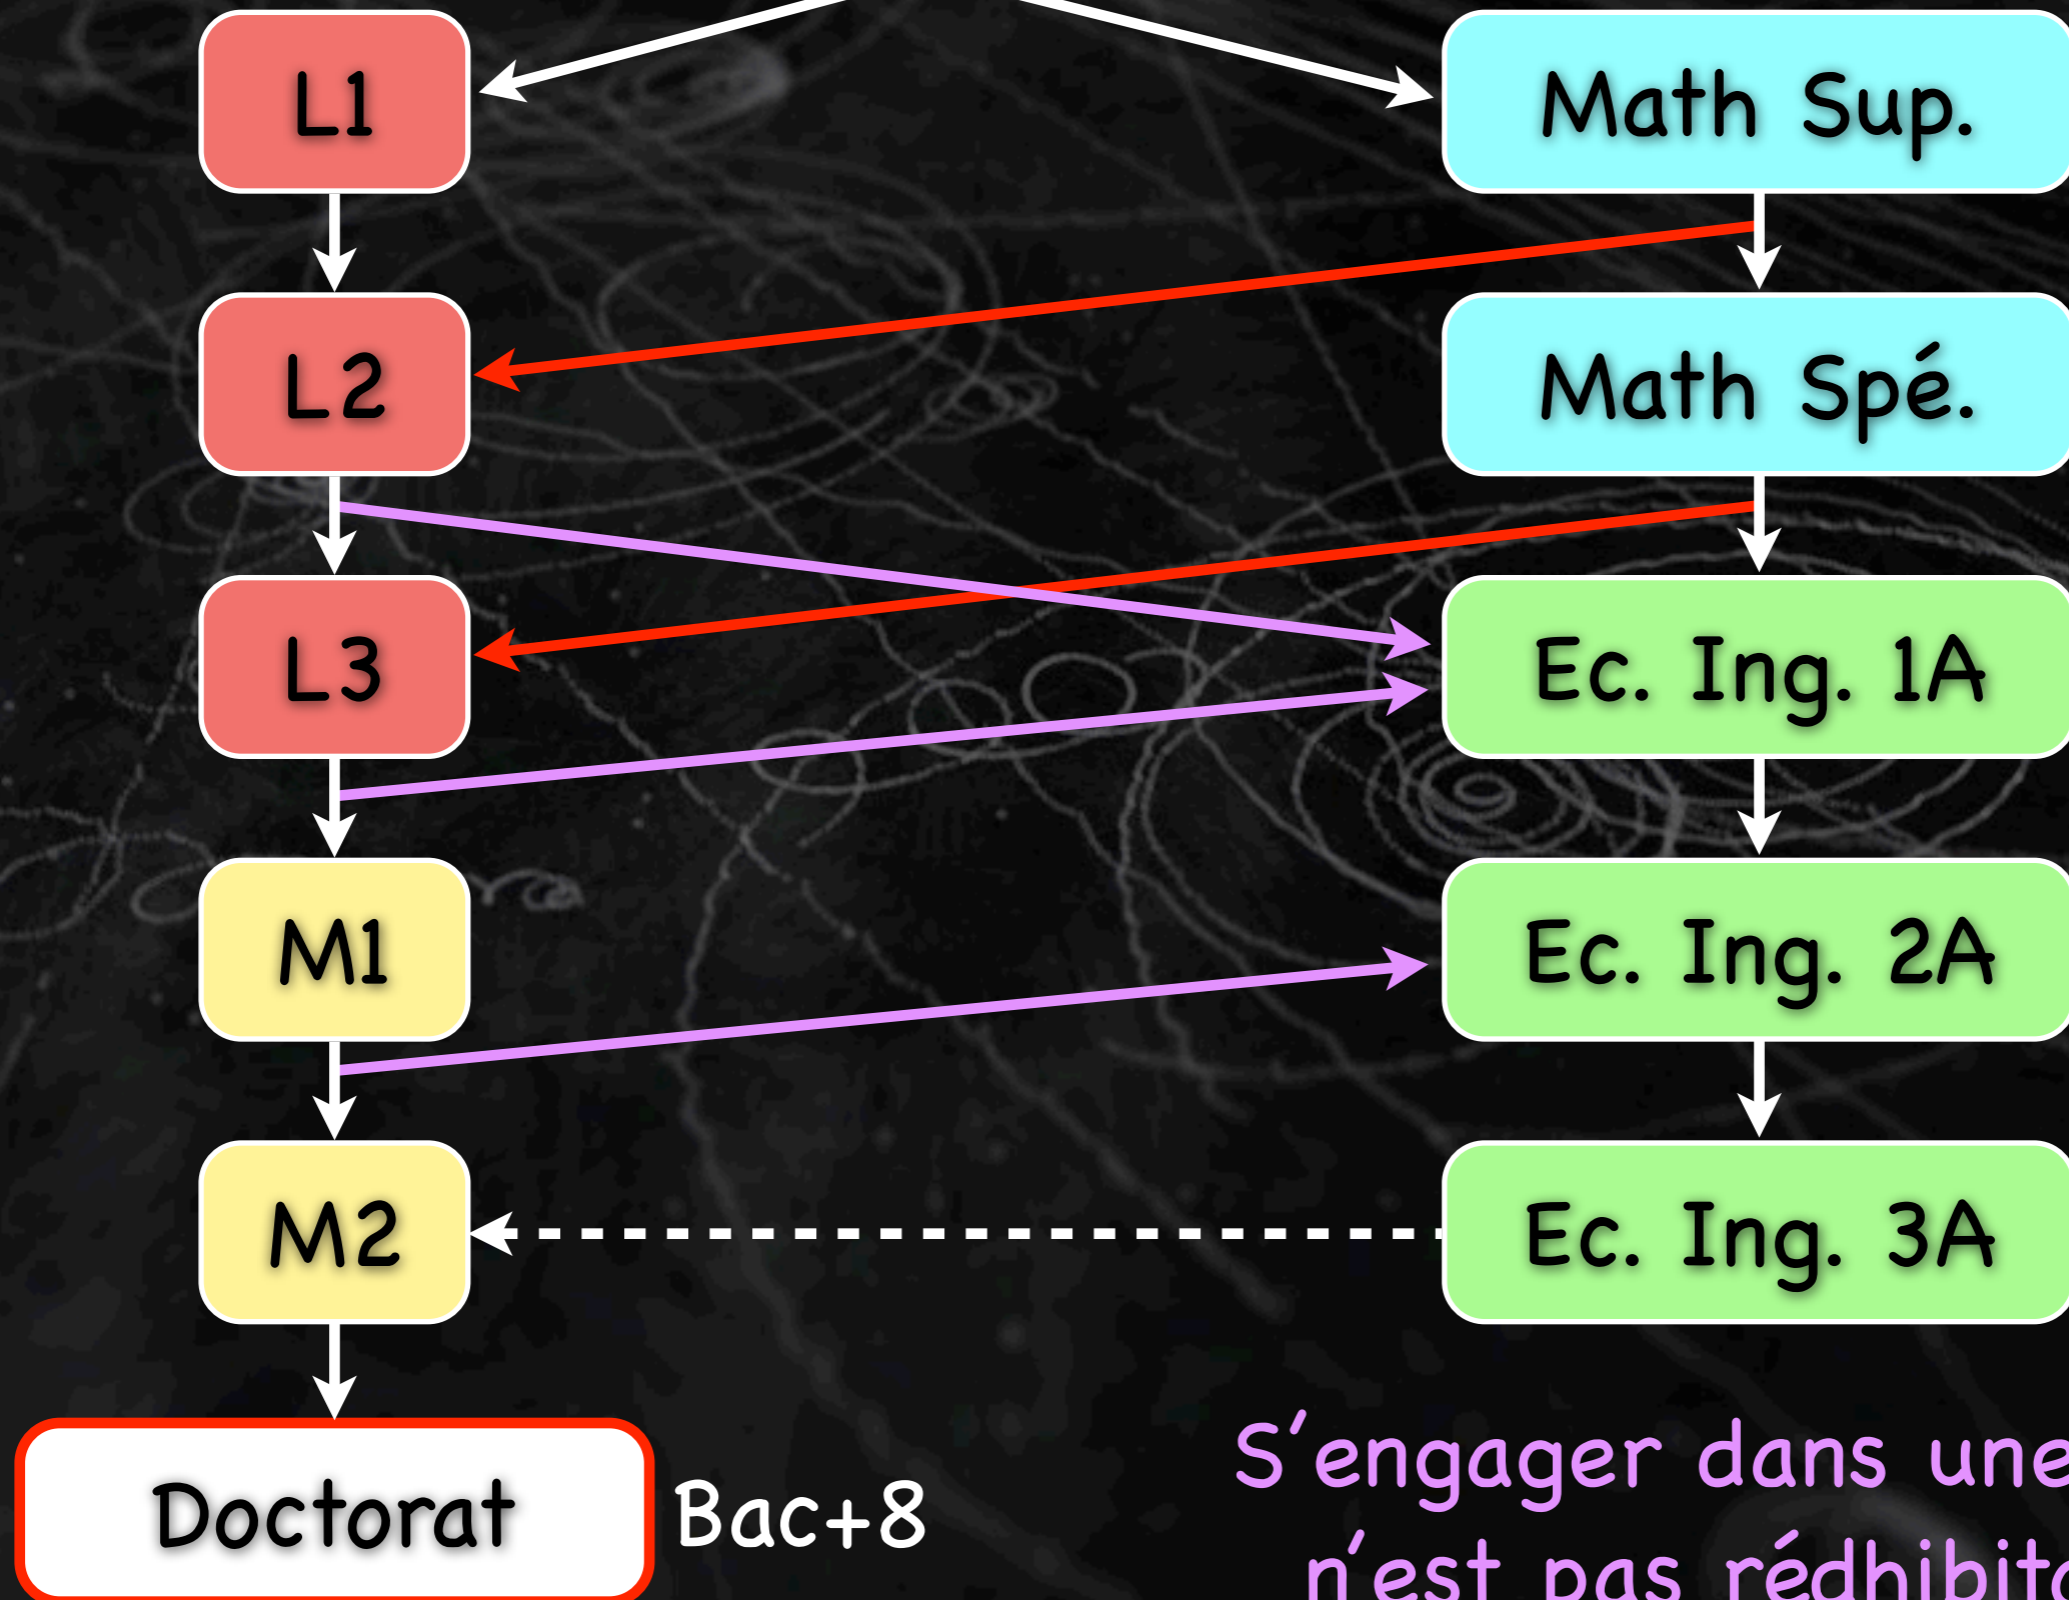 L1
Math Sup.
L2
Math Spé.
L3
Ec. Ing. 1A
M1
Ec. Ing. 2A
M2
Ec. Ing. 3A
Doctorat
Bac+8
S'engager dans une
n'est pas